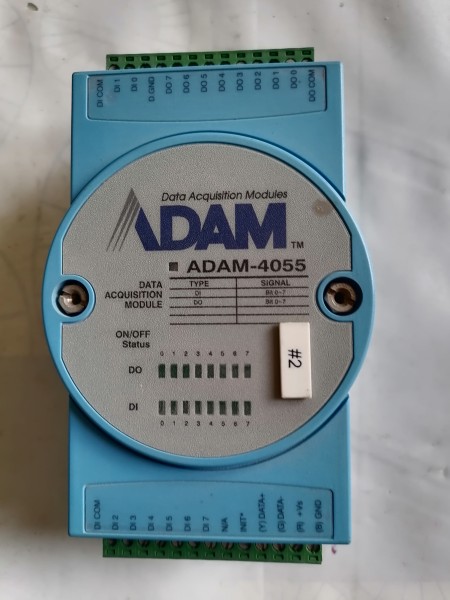 DI COM DI 1 DI 0 D.GND DO 7 DO 6 DO 5 DO 4 DO 3 DO 2 DO 1 DO 0 DO COM
Data Acquisition Modules
ADAM TM
ADAM-4055
DATA ACQUISITION MODULE
TYPE SIGNAL
DI Bit 0~7
DO Bit 0~7
ON/OFF
Status
0 1 2 3 4 5 6 7
DO
DI
0 1 2 3 4 5 6 7
#2
DI COM DI 2 DI 3 DI 4 DI 5 DI 6 DI 7 N/A INIT* (Y) DATA+ (G) DATA- (R) +Vs (B) GND